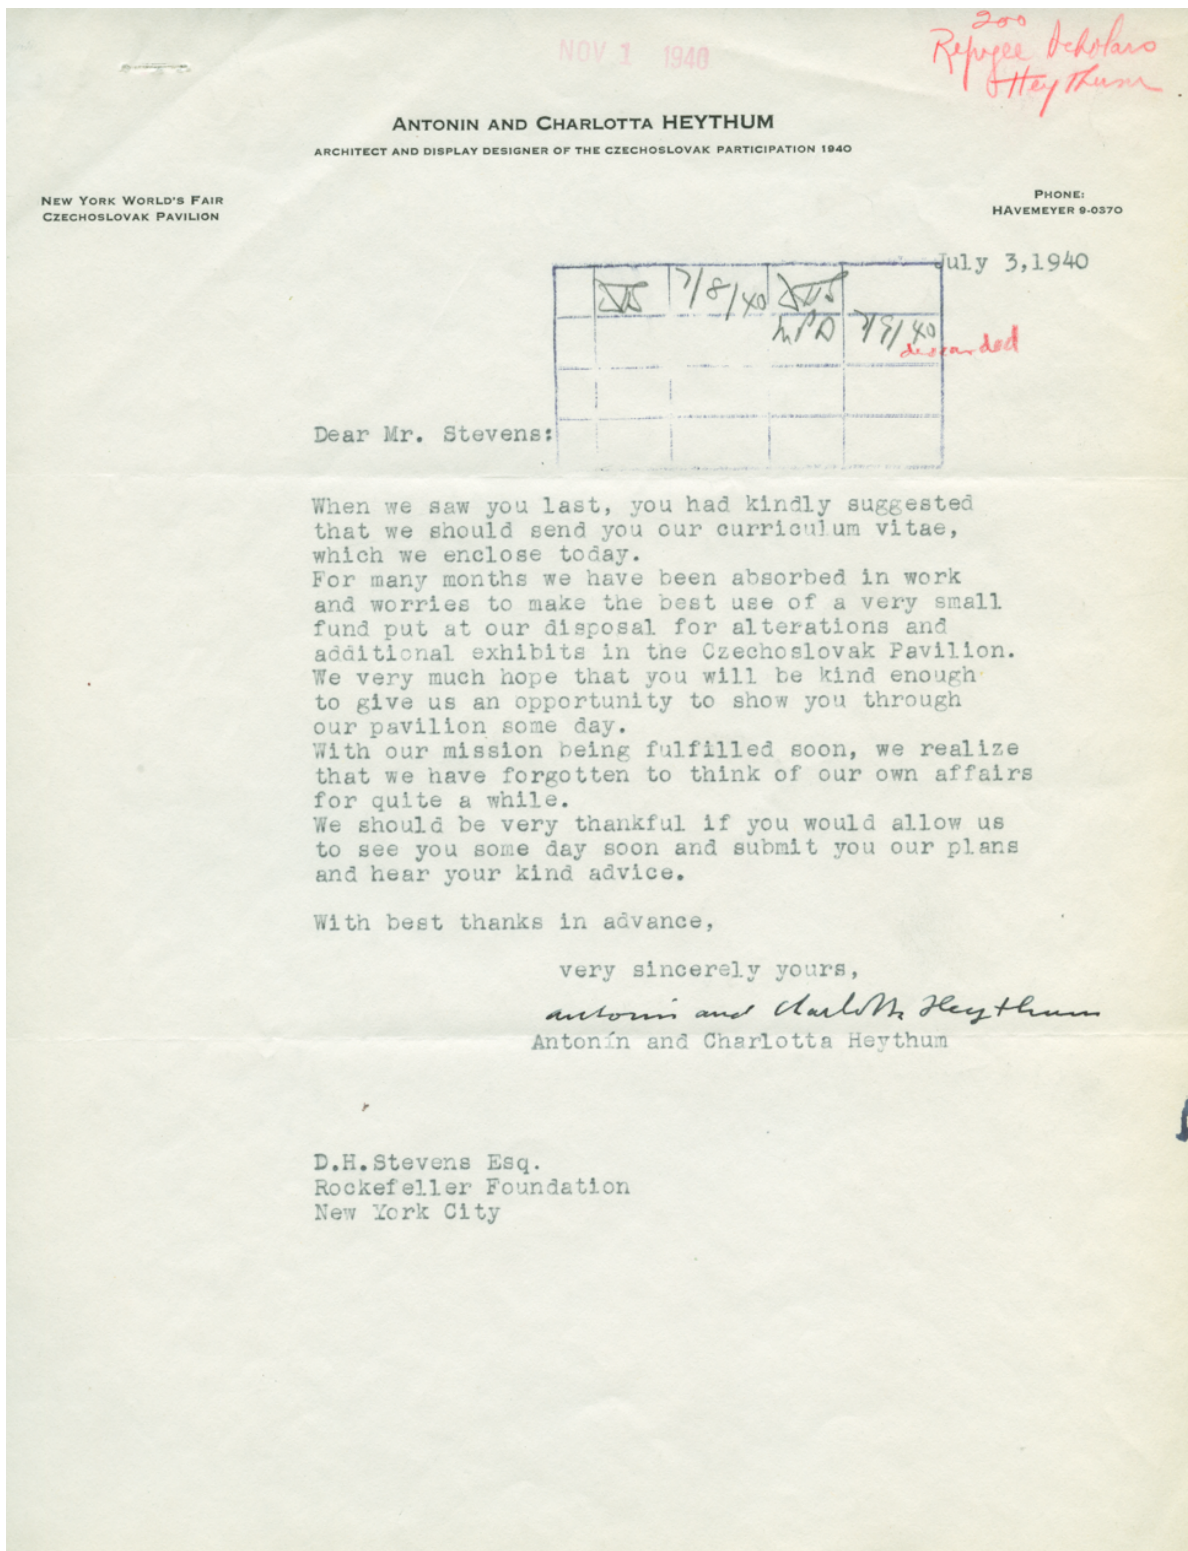 NOV 1 1940
200
Refugee Scholars
Heythum
ANTONIN AND CHARLOTTA HEYTHUM
ARCHITECT AND DISPLAY DESIGNER OF THE CZECHOSLOVAK PARTICIPATION 1940
NEW YORK WORLD'S FAIR
CZECHOSLOVAK PAVILION
PHONE:
HAVEMEYER 9-0370
July 3,1940
7/8/40
7/9/40
discarded
Dear Mr. Stevens:
When we saw you last, you had kindly suggested
that we should send you our curriculum vitae,
which we enclose today.
For many months we have been absorbed in work
and worries to make the best use of a very small
fund put at our disposal for alterations and
additional exhibits in the Czechoslovak Pavilion.
We very much hope that you will be kind enough
to give us an opportunity to show you through
our pavilion some day.
With our mission being fulfilled soon, we realize
that we have forgotten to think of our own affairs
for quite a while.
We should be very thankful if you would allow us
to see you some day soon and submit you our plans
and hear your kind advice.
With best thanks in advance,
very sincerely yours,
antonin and Charlotta Heythum
Antonín and Charlotta Heythum
D.H.Stevens Esq.
Rockefeller Foundation
New York City